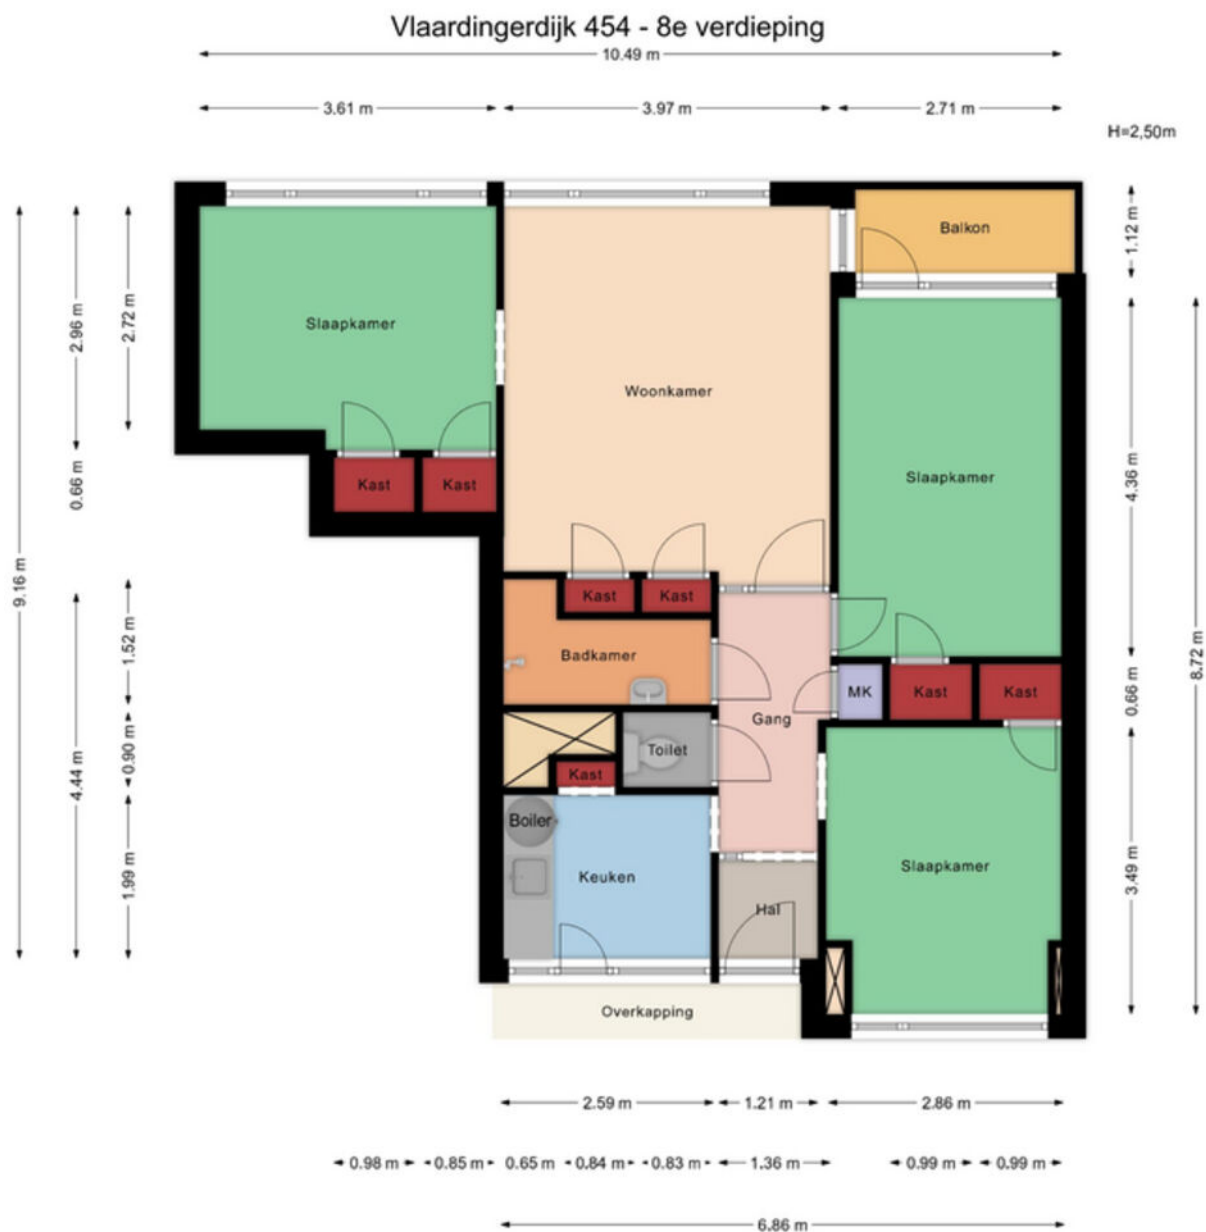 Vlaardingerdijk 454 - 8e verdieping
10.49 m
3.61 m
3.97 m
2.71 m
H=2,50m
Balkon
1.12 m
Slaapkamer
2.96 m
2.72 m
Woonkamer
Slaapkamer
4.36 m
Kast
Kast
0.66 m
9.16 m
Kast
Kast
1.52 m
Badkamer
8.72 m
MK
Kast
Kast
0.66 m
Gang
4.44 m
0.90 m
Toilet
Kast
Boiler
1.99 m
Keuken
Hal
Slaapkamer
3.49 m
Overkapping
2.59 m
1.21 m
2.86 m
0.98 m
0.85 m
0.65 m
0.84 m
0.83 m
1.36 m
0.99 m
0.99 m
6.86 m